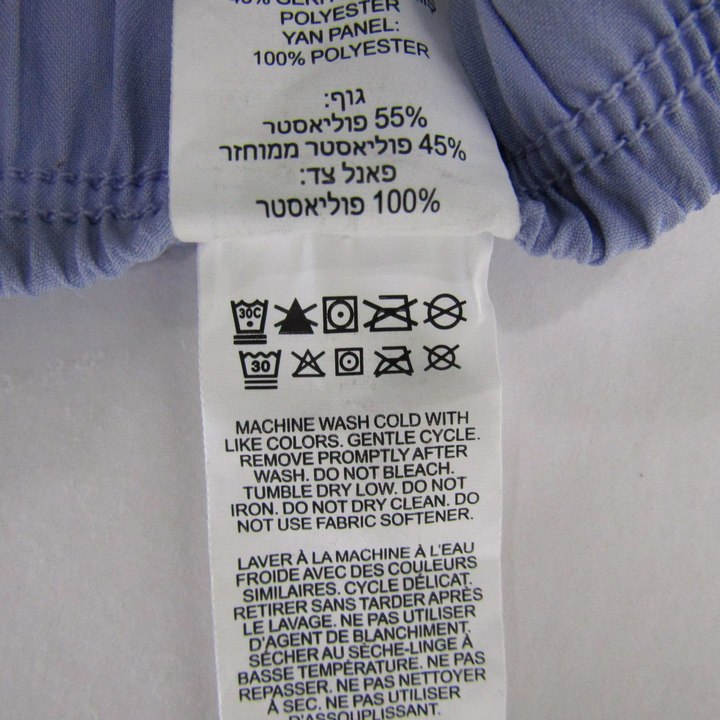 POLYESTER
YAN PANEL:
100% POLYESTER
גוף:
55% פוליאסטר
45% פוליאסטר ממוחזר
פאנל צד:
100% פוליאסטר
30C
30
MACHINE WASH COLD WITH
LIKE COLORS. GENTLE CYCLE.
REMOVE PROMPTLY AFTER
WASH. DO NOT BLEACH.
TUMBLE DRY LOW. DO NOT
IRON. DO NOT DRY CLEAN. DO
NOT USE FABRIC SOFTENER.
LAVER À LA MACHINE À L'EAU
FROIDE AVEC DES COULEURS
SIMILAIRES. CYCLE DÉLICAT.
RETIRER SANS TARDER APRÈS
LE LAVAGE. NE PAS UTILISER
D'AGENT DE BLANCHIMENT.
SÉCHER AU SÈCHE-LINGE À
BASSE TEMPÉRATURE. NE PAS
REPASSER. NE PAS NETTOYER
À SEC. NE PAS UTILISER
D'ASSOUPLISSANT.